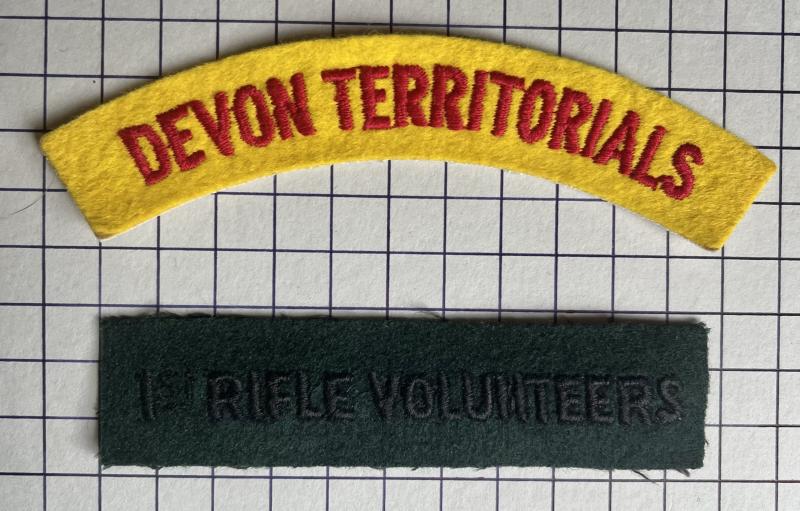 DEVON TERRITORIALS
1ST RIFLE VOLUNTEERS